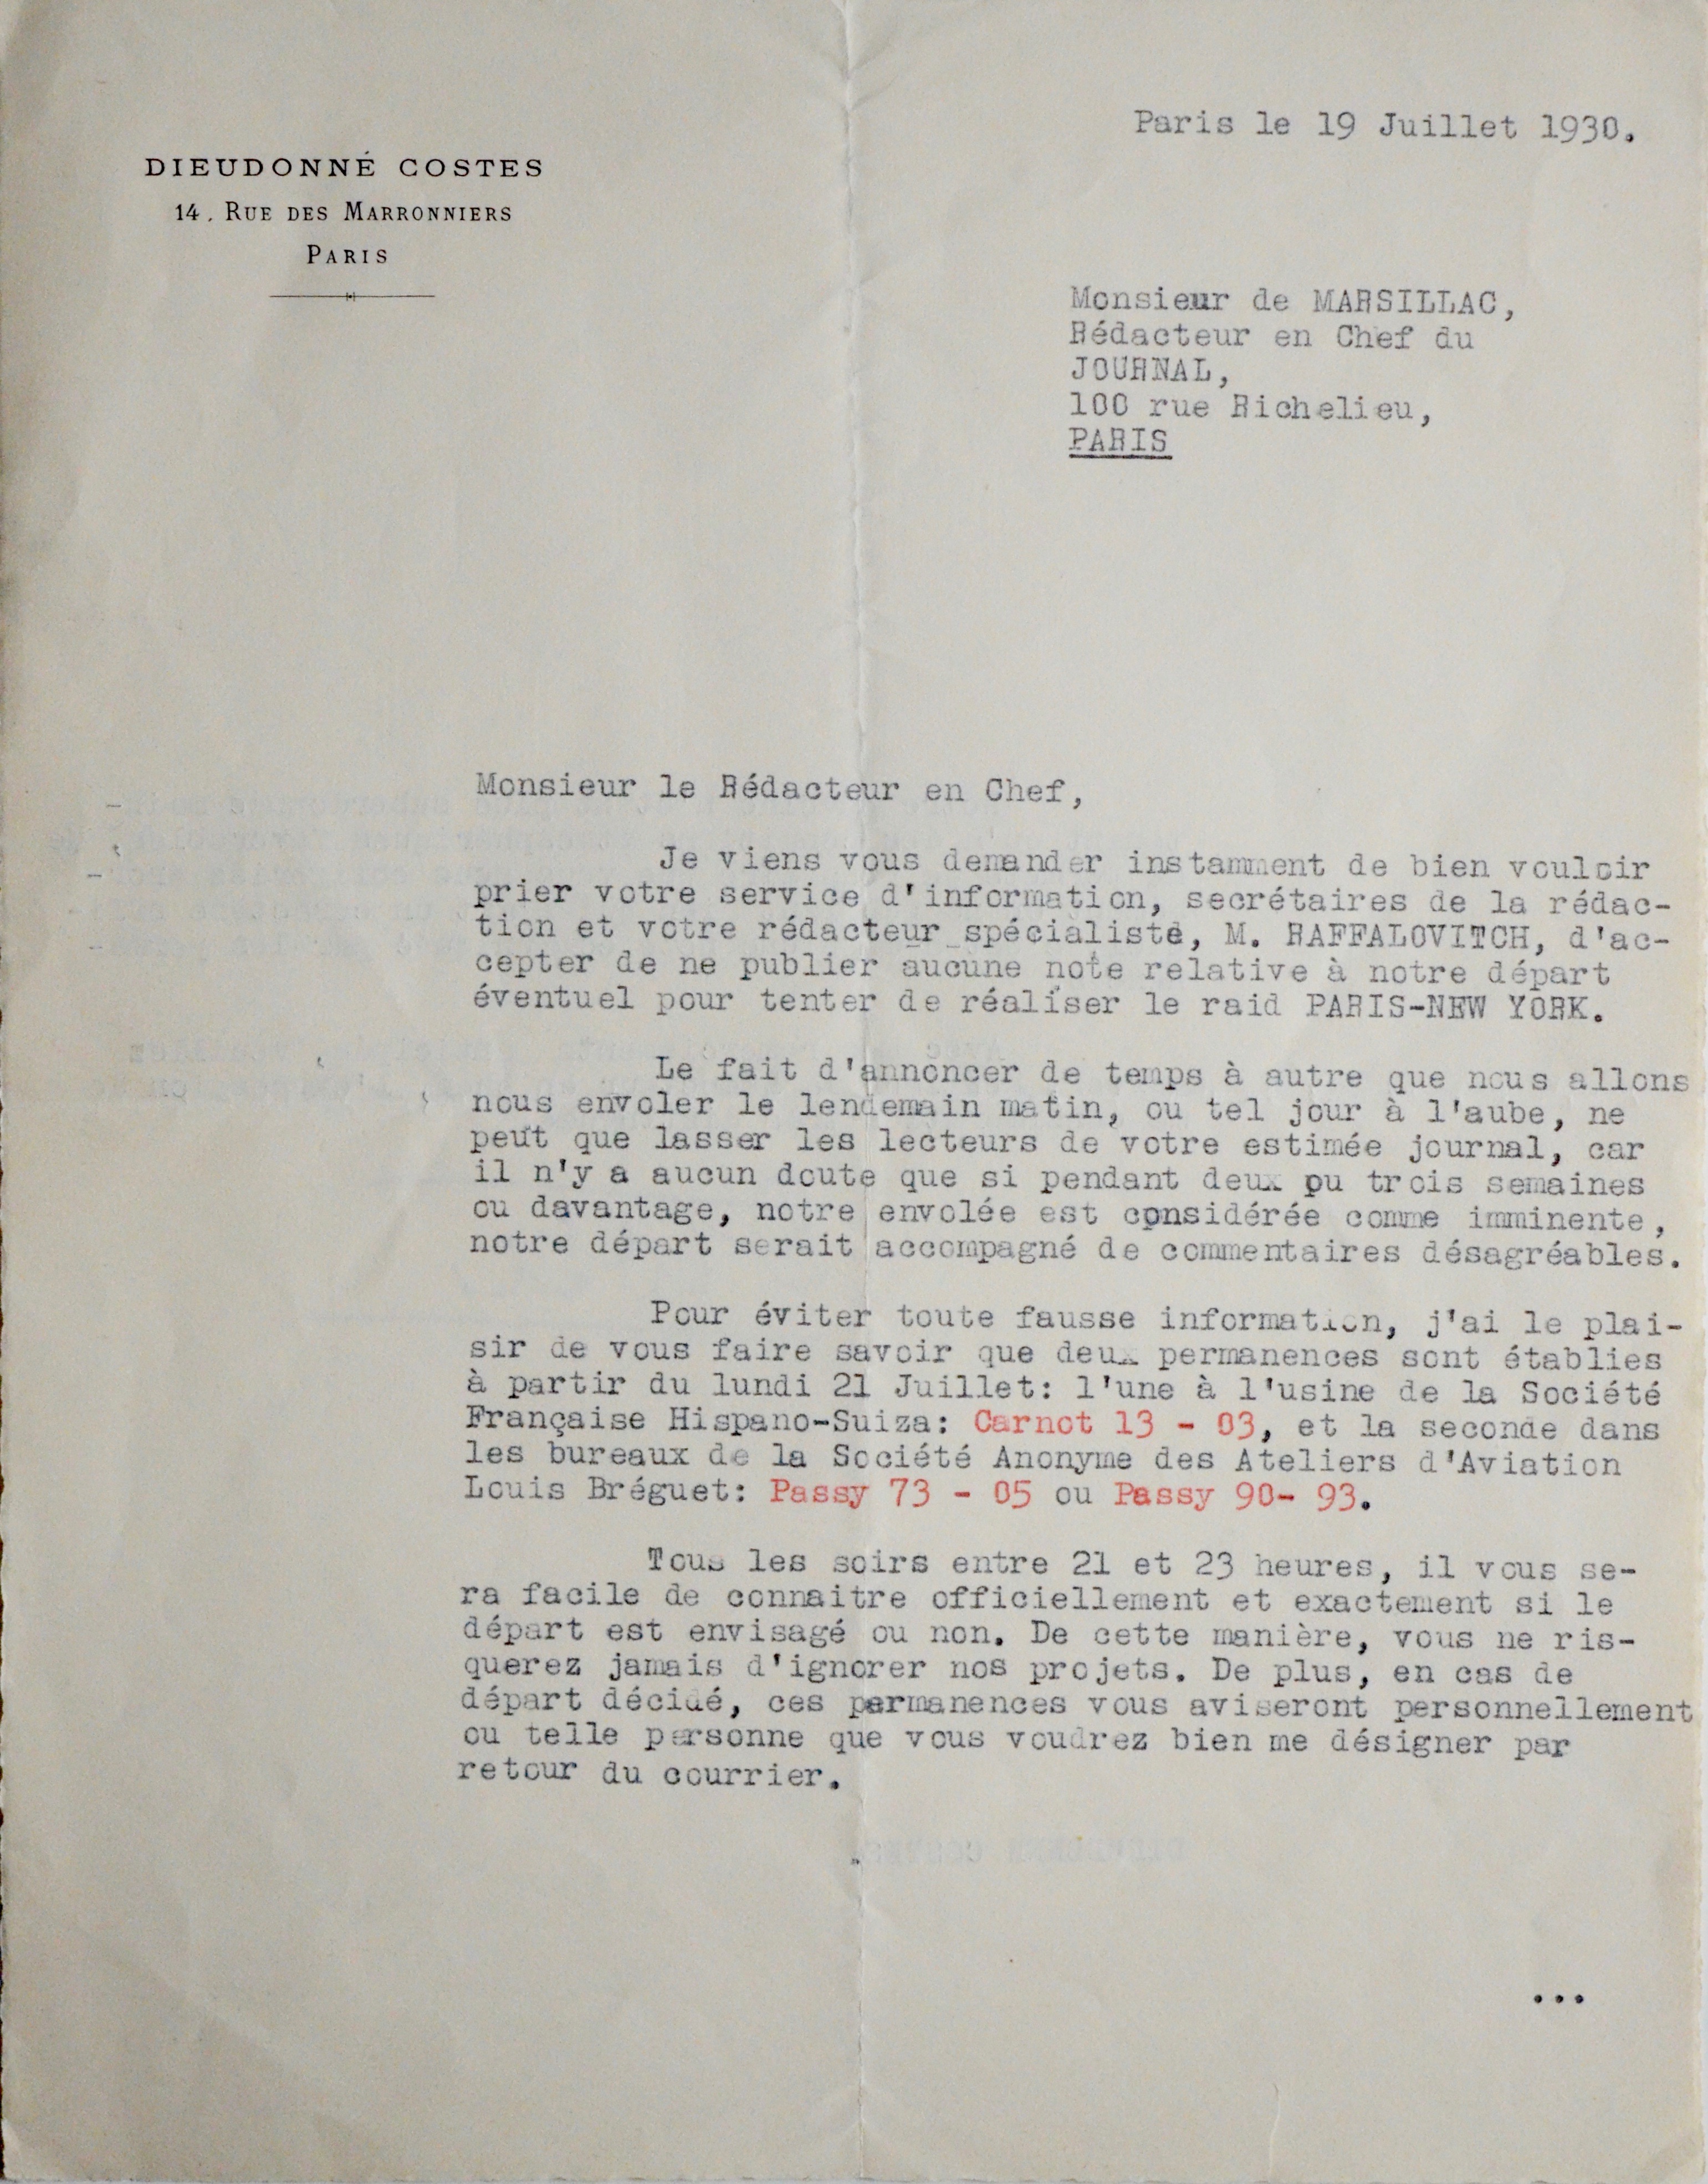 Paris le 19 Juillet 1930.
DIEUDONNÉ COSTES
14, RUE DES MARRONNIERS
PARIS
Monsieur de MARSILLAC,
Rédacteur en Chef du
JOURNAL,
100 rue Richelieu,
PARIS
Monsieur le Rédacteur en Chef,
Je viens vous demander instamment de bien vouloir
prier votre service d'information, secrétaires de la rédac-
tion et votre rédacteur spécialiste, M. RAFFALOVITCH, d'ac-
cepter de ne publier aucune note relative à notre départ
éventuel pour tenter de réaliser le raid PARIS-NEW YORK.
Le fait d'annoncer de temps à autre que nous allons
nous envoler le lendemain matin, ou tel jour à l'aube, ne
peut que lasser les lecteurs de votre estimée journal, car
il n'y a aucun doute que si pendant deux pu trois semaines
ou davantage, notre envolée est considérée comme imminente,
notre départ serait accompagné de commentaires désagréables.
Pour éviter toute fausse information, j'ai le plai-
sir de vous faire savoir que deux permanences sont établies
à partir du lundi 21 Juillet: l'une à l'usine de la Société
Française Hispano-Suiza: Carnot 13 - 03, et la seconde dans
les bureaux de la Société Anonyme des Ateliers d'Aviation
Louis Bréguet: Passy 73 - 05 ou Passy 90- 93.
Tous les soirs entre 21 et 23 heures, il vous se-
ra facile de connaitre officiellement et exactement si le
départ est envisagé ou non. De cette manière, vous ne ris-
querez jamais d'ignorer nos projets. De plus, en cas de
départ décidé, ces permanences vous aviseront personnellement
ou telle personne que vous voudrez bien me désigner par
retour du courrier.
...